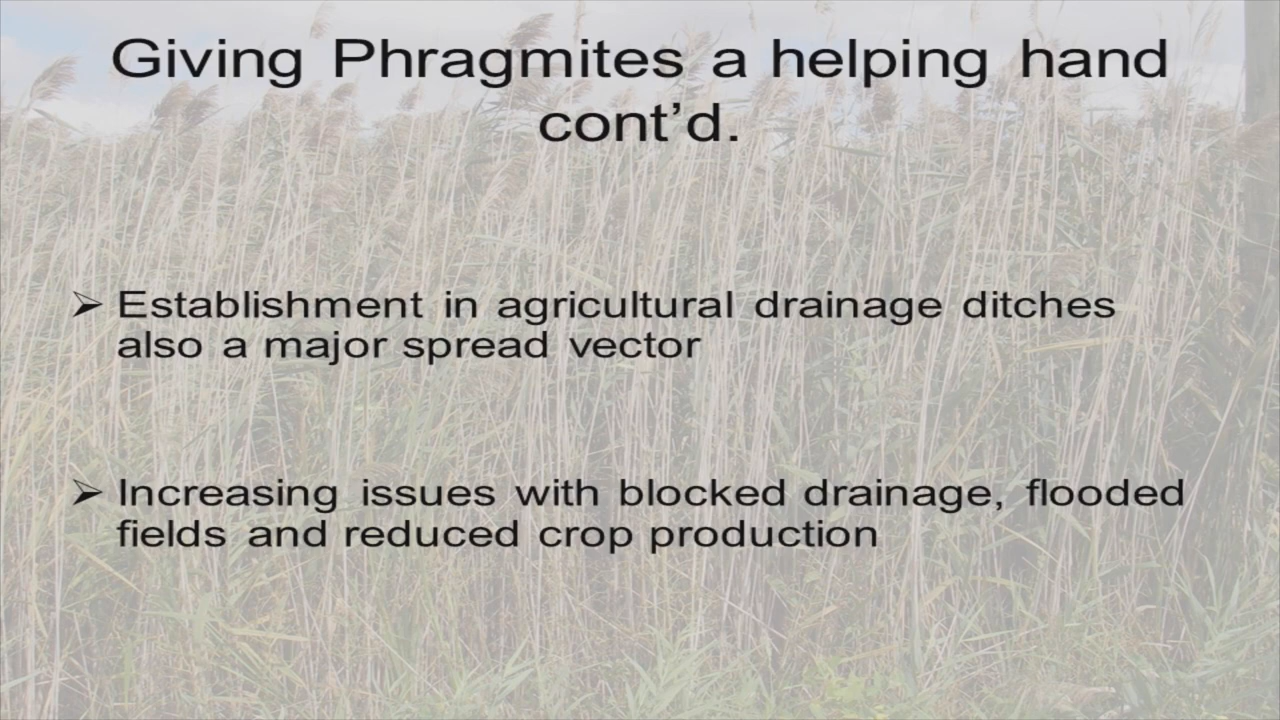 Giving Phragmites a helping hand
cont’d.
➢ Establishment in agricultural drainage ditches
also a major spread vector
➢ Increasing issues with blocked drainage, flooded
fields and reduced crop production